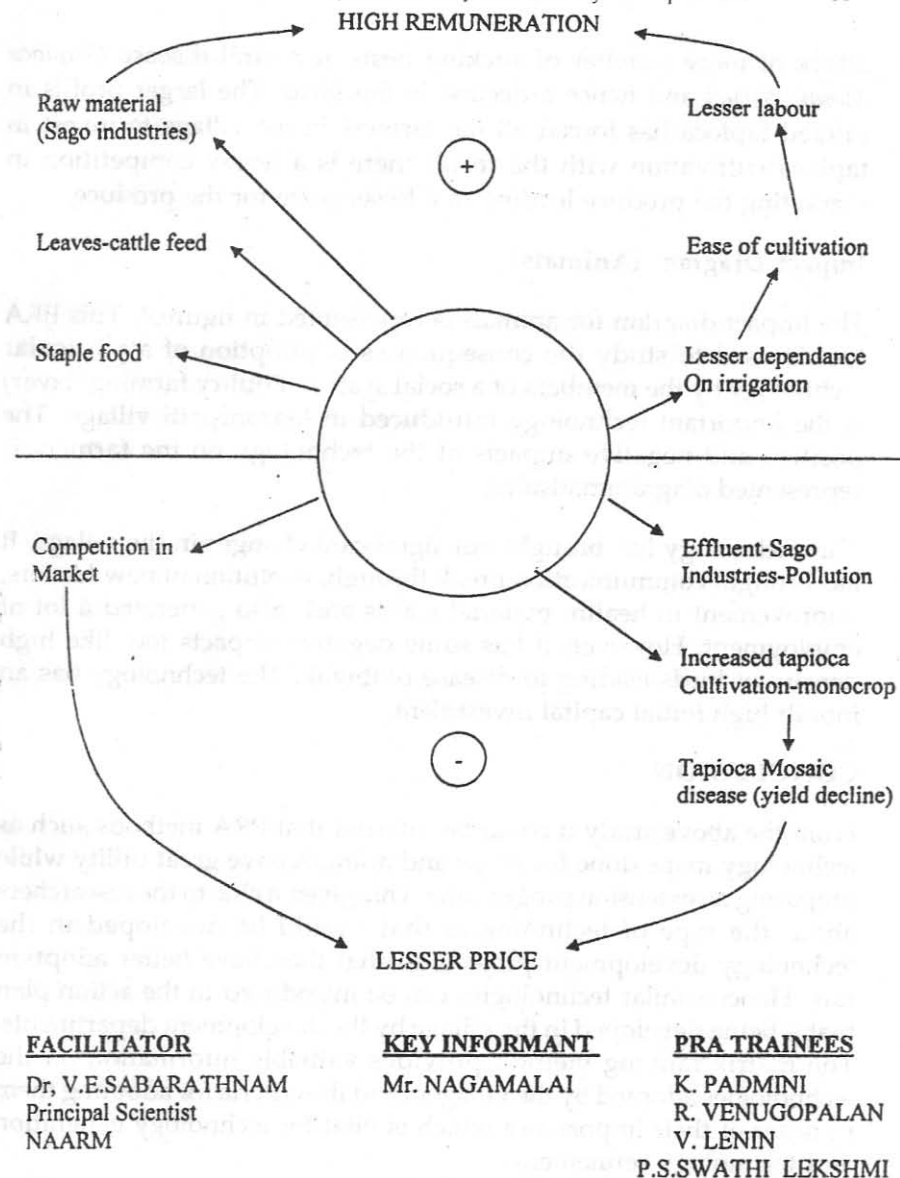 HIGH REMUNERATION
Raw material
(Sago industries)
Lesser labour
+
Leaves-cattle feed
Ease of cultivation
Staple food
Lesser dependance
On irrigation
Competition in
Market
Effluent-Sago
Industries-Pollution
Increased tapioca
Cultivation-monocrop
-
Tapioca Mosaic
disease (yield decline)
LESSER PRICE
FACILITATOR
Dr. V.E.SABARATHNAM
Principal Scientist
NAARM
KEY INFORMANT
Mr. NAGAMALAI
PRA TRAINEES
K. PADMINI
R. VENUGOPALAN
V. LENIN
P.S.SWATHI LEKSHMI